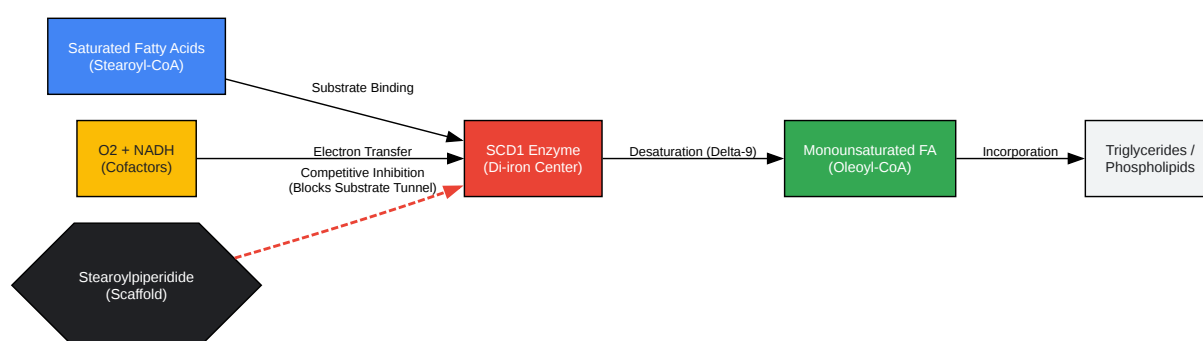 Saturated Fatty Acids
(Stearoyl-CoA)
Substrate Binding
O2 + NADH
(Cofactors)
Electron Transfer
Competitive Inhibition
(Blocks Substrate Tunnel)
SCD1 Enzyme
(Di-iron Center)
Desaturation (Delta-9)
Monounsaturated FA
(Oleoyl-CoA)
Incorporation
Triglycerides /
Phospholipids
Stearoylpiperidide
(Scaffold)